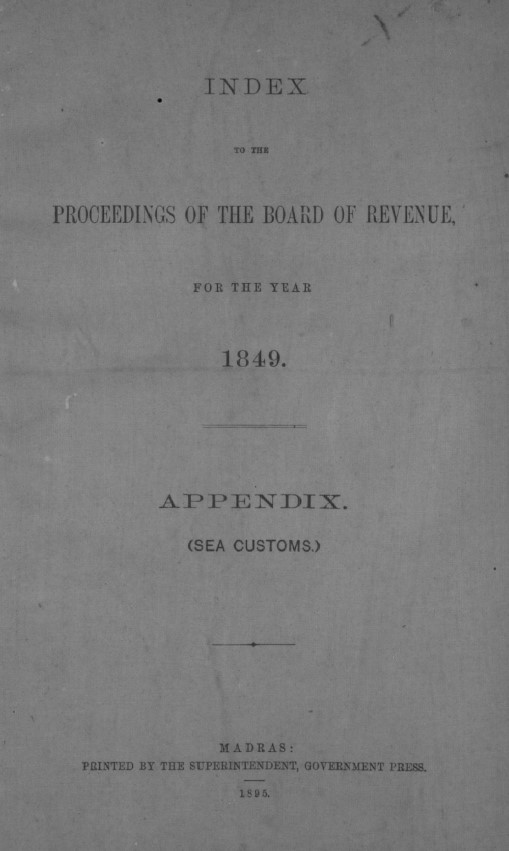 INDEX
TO THE
PROCEEDINGS OF THE BOARD OF REVENUE,
FOR THE YEAR
1849.
APPENDIX.
(SEA CUSTOMS.)
MADRAS:
PRINTED BY THE SUPERINTENDENT, GOVERNMENT PRESS.
1895.